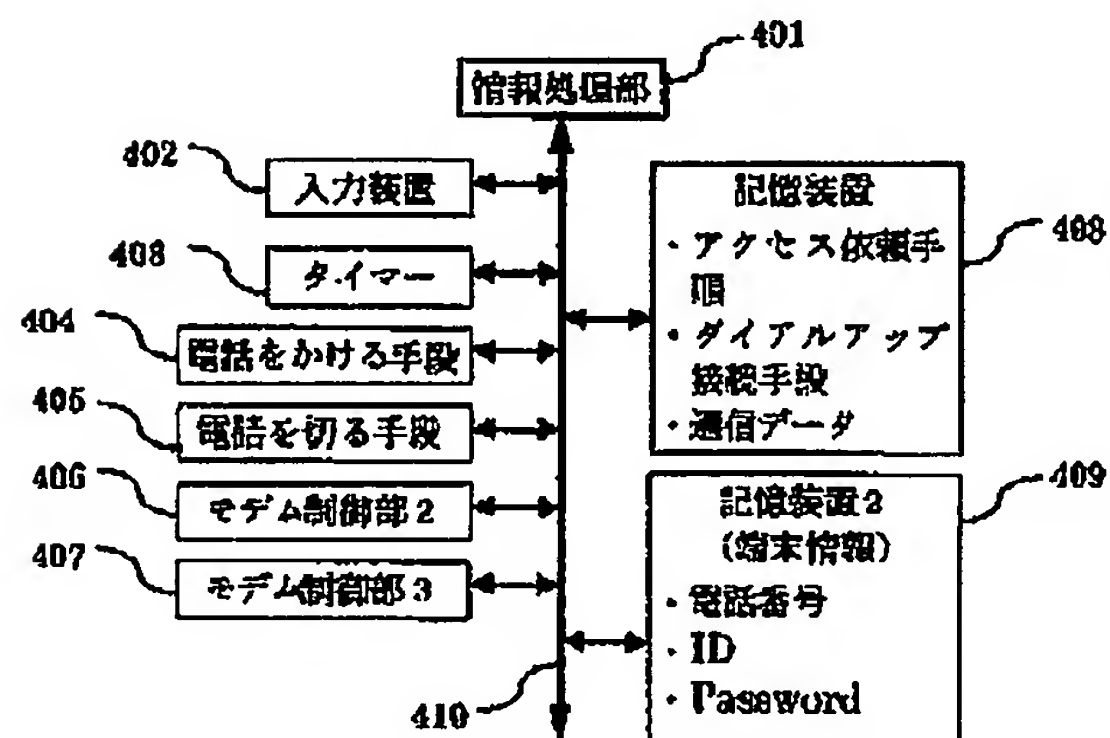 401
情報処理部
402
入力装置
403
タイマー
404
電話をかける手段
405
電話を切る手段
406
モデム制御部2
407
モデム制御部3
記憶装置
・アクセス依頼手
順
・ダイアルアップ
接続手段
・通信データ
408
記憶装置2
(端末情報)
・電話番号
・ID
・Password
409
410